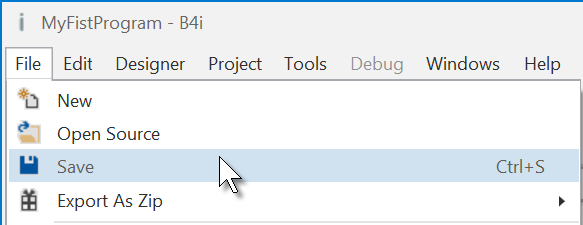 MyFistProgram - B4i
File Edit Designer Project Tools Debug Windows Help
New
Open Source
Save Ctrl+S
Export As Zip